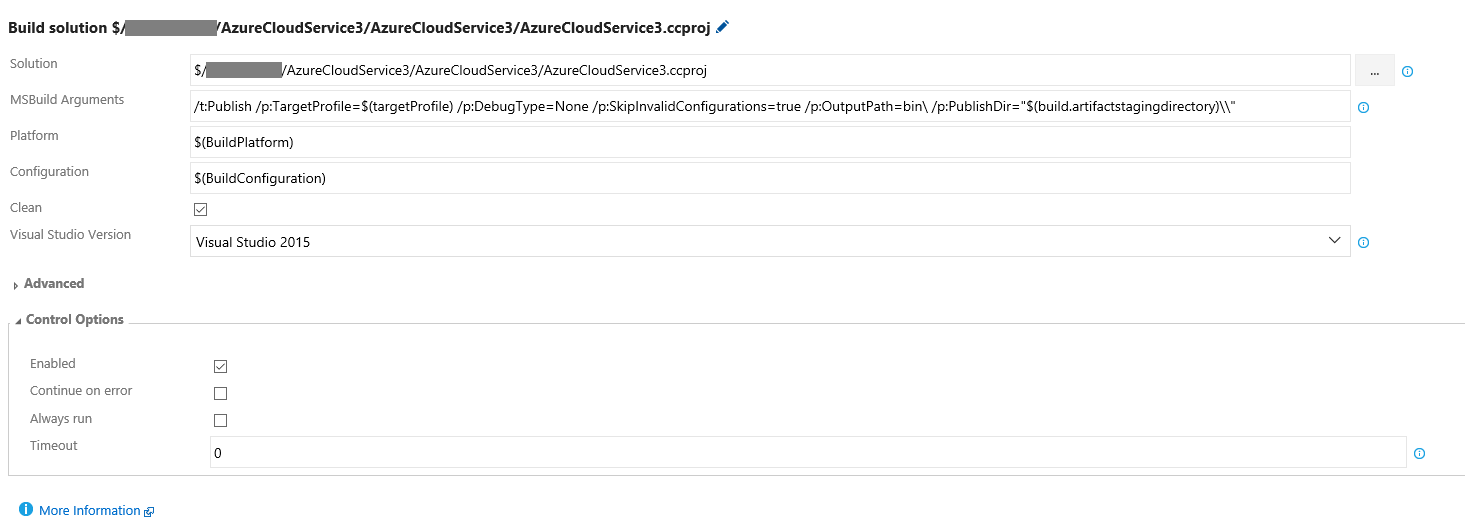 Build solution $/ /AzureCloudService3/AzureCloudService3/AzureCloudService3.ccproj
Solution
$/ /AzureCloudService3/AzureCloudService3/AzureCloudService3.ccproj
...
MSBuild Arguments
/t:Publish /p:TargetProfile=$(targetProfile) /p:DebugType=None /p:SkipInvalidConfigurations=true /p:OutputPath=bin\ /p:PublishDir="$(build.artifactstagingdirectory)\\"
Platform
$(BuildPlatform)
Configuration
$(BuildConfiguration)
Clean
Visual Studio Version
Visual Studio 2015
Advanced
Control Options
Enabled
Continue on error
Always run
Timeout
0
More Information